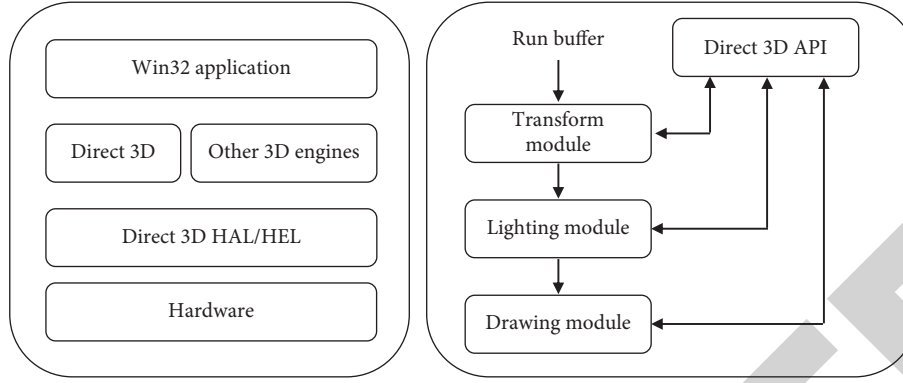 Win32 application
Direct 3D
Other 3D engines
Direct 3D HAL/HEL
Hardware
Run buffer
Direct 3D API
Transform
module
Lighting module
Drawing module